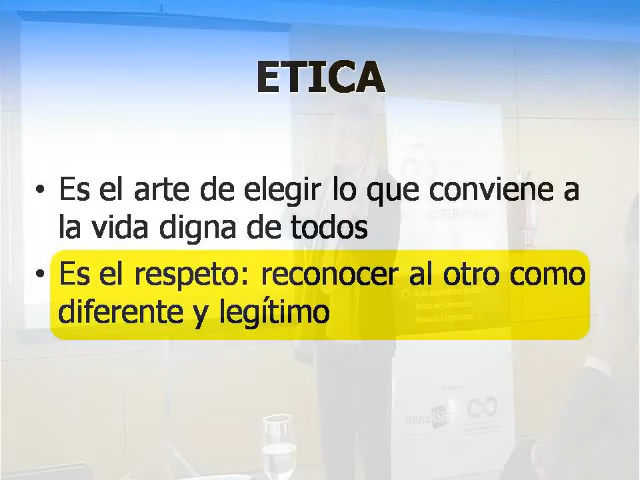 ETICA
• Es el arte de elegir lo que conviene a
la vida digna de todos
• Es el respeto: reconocer al otro como
diferente y legítimo